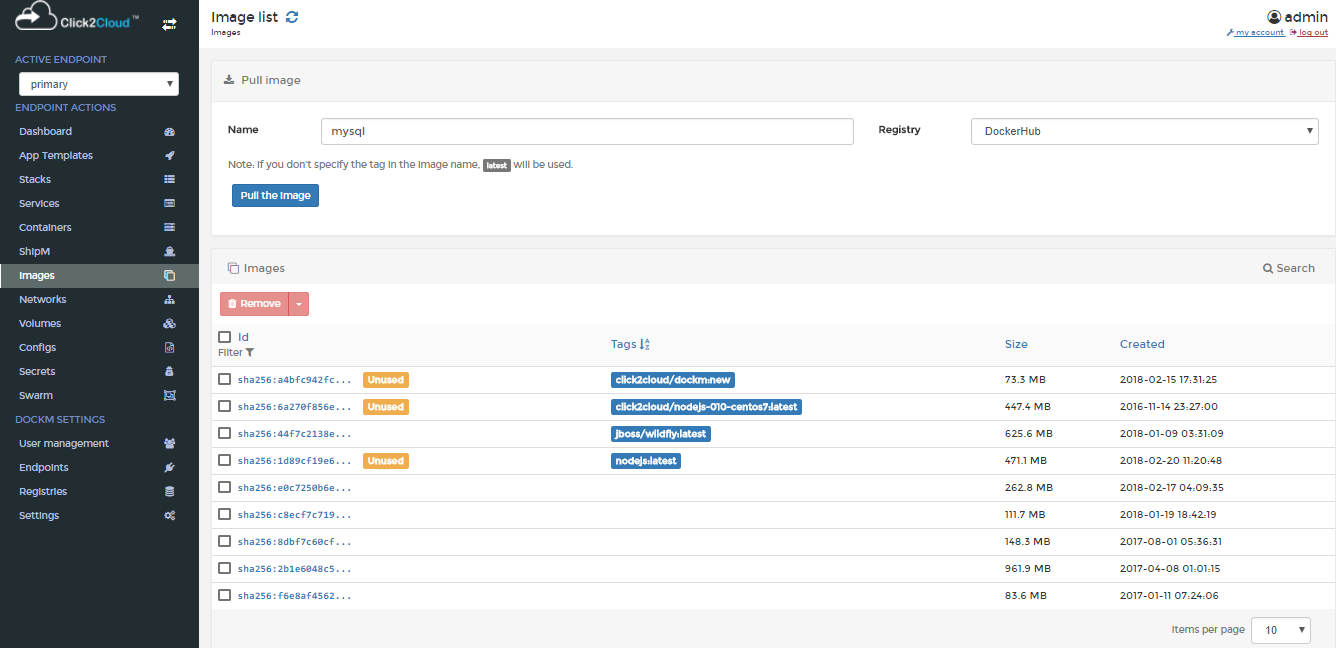 Click2Cloud™
ACTIVE ENDPOINT
primary
ENDPOINT ACTIONS
Dashboard
App Templates
Stacks
Services
Containers
ShipM
Images
Networks
Volumes
Configs
Secrets
Swarm
DOCKM SETTINGS
User management
Endpoints
Registries
Settings
Image list
Images
admin
my account log out
Pull image
Name mysql Registry DockerHub
Note: if you don't specify the tag in the image name, latest will be used.
Pull the image
Images Search
Remove
Id Tags Size Created
Filter
sha256:a4bfc942fc... Unused click2cloud/dockm:new 73.3 MB 2018-02-15 17:31:25
sha256:6a270f856e... Unused click2cloud/nodejs-010-centos7:latest 447.4 MB 2016-11-14 23:27:00
sha256:44f7c2138e... jboss/wildfly:latest 625.6 MB 2018-01-09 03:31:09
sha256:1d89cf19e6... Unused nodejs:latest 471.1 MB 2018-02-20 11:20:48
sha256:e0c7250b6e... 262.8 MB 2018-02-17 04:09:35
sha256:c8ecf7c719... 111.7 MB 2018-01-19 18:42:19
sha256:8dbf7c60cf... 148.3 MB 2017-08-01 05:36:31
sha256:2b1e6048c5... 961.9 MB 2017-04-08 01:01:15
sha256:f6e8af4562... 83.6 MB 2017-01-11 07:24:06
Items per page 10